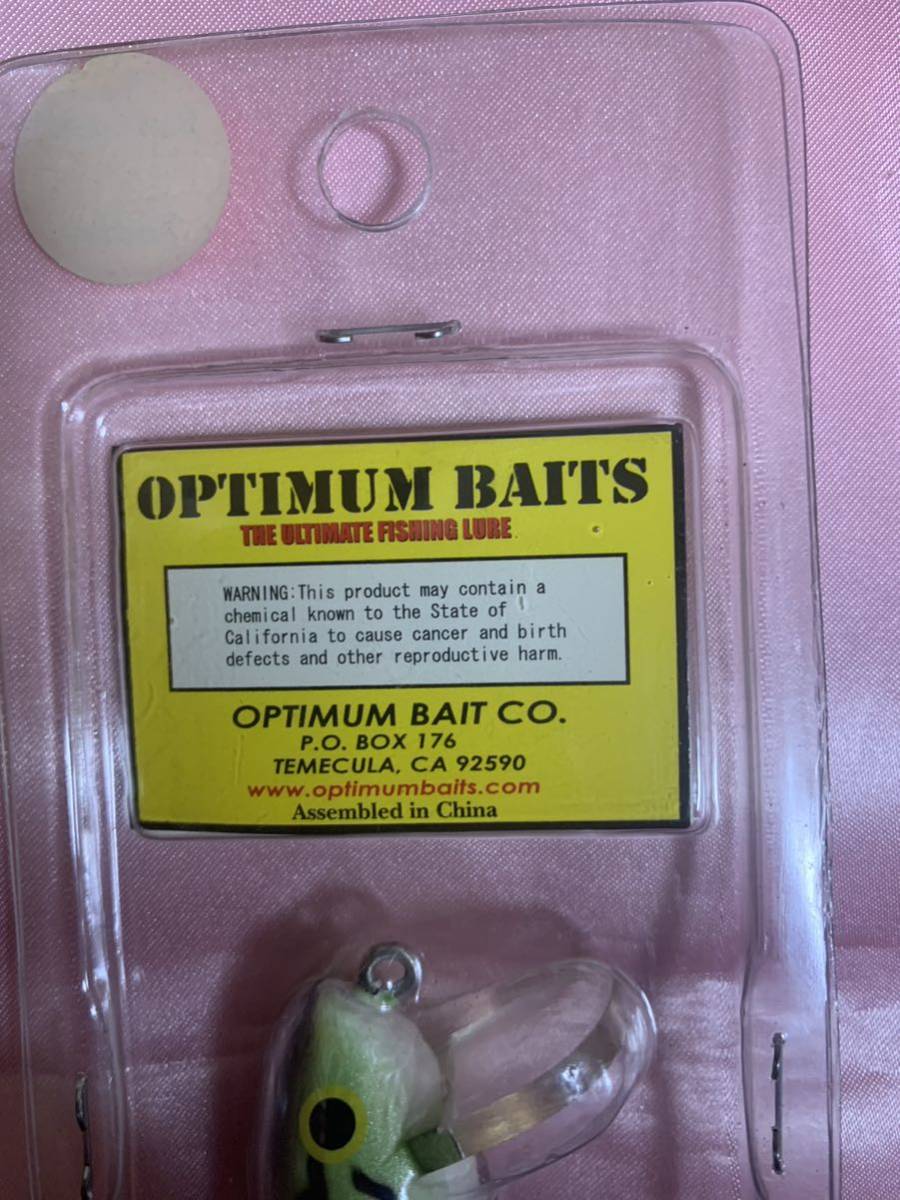 OPTIMUM BAITS
THE ULTIMATE FISHING LURE
WARNING:This product may contain a
chemical known to the State of
California to cause cancer and birth
defects and other reproductive harm.
OPTIMUM BAIT CO.
P.O. BOX 176
TEMECULA, CA 92590
www.optimumbaits.com
Assembled in China